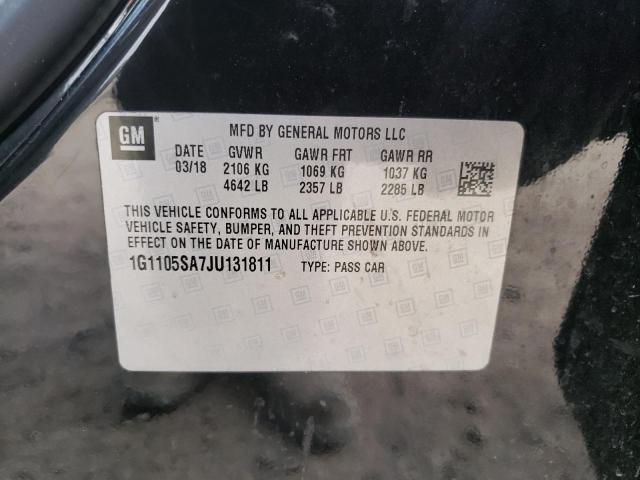 GM
MFD BY GENERAL MOTORS LLC
DATE GVWR GAWR FRT GAWR RR
03/18 2106 KG 1069 KG 1037 KG
4642 LB 2357 LB 2285 LB
THIS VEHICLE CONFORMS TO ALL APPLICABLE U.S. FEDERAL MOTOR
VEHICLE SAFETY, BUMPER, AND THEFT PREVENTION STANDARDS IN
EFFECT ON THE DATE OF MANUFACTURE SHOWN ABOVE.
1G1105SA7JU131811 TYPE: PASS CAR